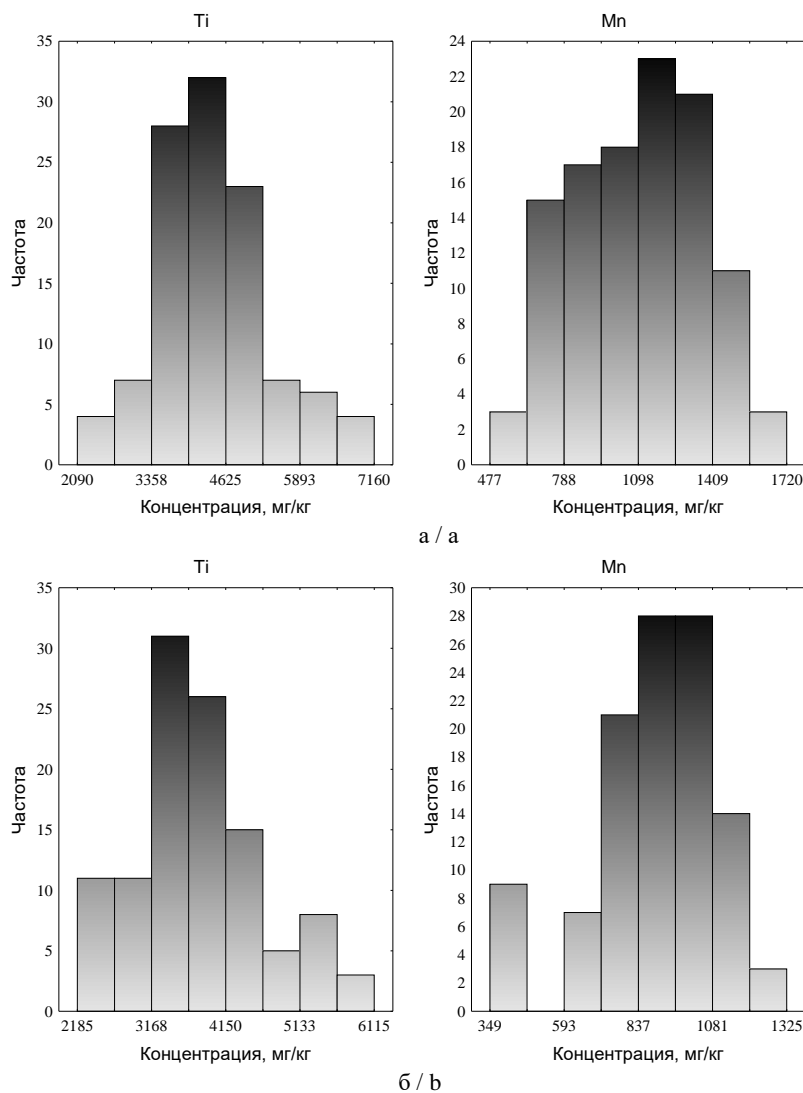 Ti
Mn
35
30
25
20
15
10
5
0
Частота
2090 3358 4625 5893 7160
Концентрация, мг/кг
24
22
20
18
16
14
12
10
8
6
4
2
0
Частота
477 788 1098 1409 1720
Концентрация, мг/кг
а / a
Ti
Mn
35
30
25
20
15
10
5
0
Частота
2185 3168 4150 5133 6115
Концентрация, мг/кг
30
28
26
24
22
20
18
16
14
12
10
8
6
4
2
0
Частота
349 593 837 1081 1325
Концентрация, мг/кг
б / b